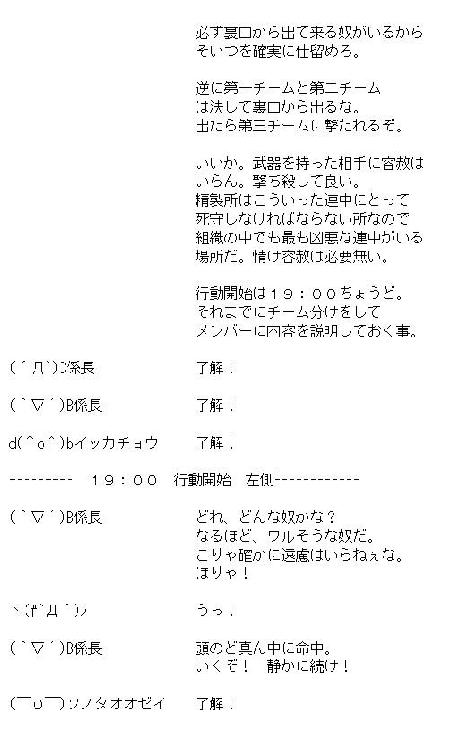 必ず裏口から出て来る奴がいるから
そいつを確実に仕留めろ。
逆に第一チームと第二チーム
は決して裏口から出るな。
出たら第三チームに撃たれるぞ。
いいか。武器を持った相手に容赦は
いらん。撃ち殺して良い。
精製所はこういった連中にとって
死守しなければならない所なので
組織の中でも最も凶悪な連中がいる
場所だ。情け容赦は必要無い。
行動開始は１９：００ちょうど。
それまでにチーム分けをして
メンバーに内容を説明しておく事。
(´Д`)C係長 了解！
(´▽｀)B係長 了解！
d(^o^)bイッカチョウ 了解！
--------- １９：００ 行動開始 左側------------
(´▽｀)B係長 どれ、どんな奴かな？
なるほど、ワルそうな奴だ。
こりゃ確かに遠慮はいらねぇな。
ほりゃ！
ヽ(#ﾟДﾟ)ﾉ うっ！
(´▽｀)B係長 頭のど真ん中に命中。
いくぞ！ 静かに続け！
(￣o￣)ソノタオオゼイ 了解！